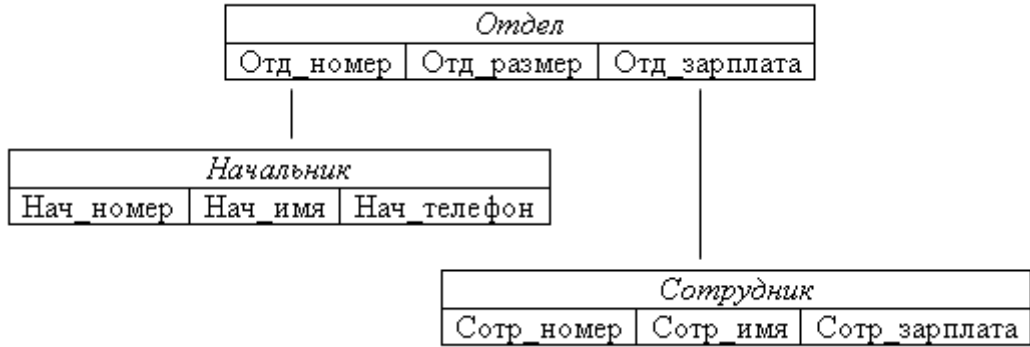 Отдел
Отд_номер Отд_размер Отд_зарплата
Начальник
Нач_номер Нач_имя Нач_телефон
Сотрудник
Сотр_номер Сотр_имя Сотр_зарплата